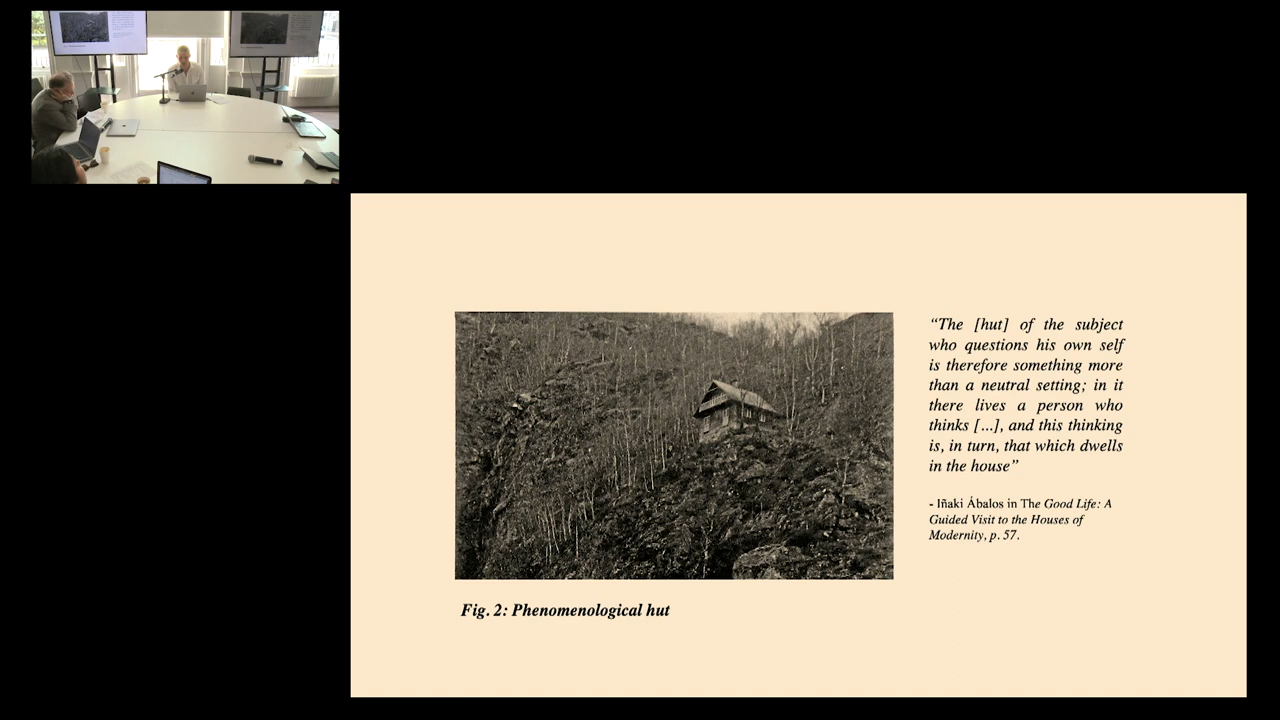 “The [hut] of the subject
who questions his own self
is therefore something more
than a neutral setting; in it
there lives a person who
thinks [...], and this thinking
is, in turn, that which dwells
in the house”
- Iñaki Ábalos in The Good Life: A
Guided Visit to the Houses of
Modernity, p. 57.
Fig. 2: Phenomenological hut